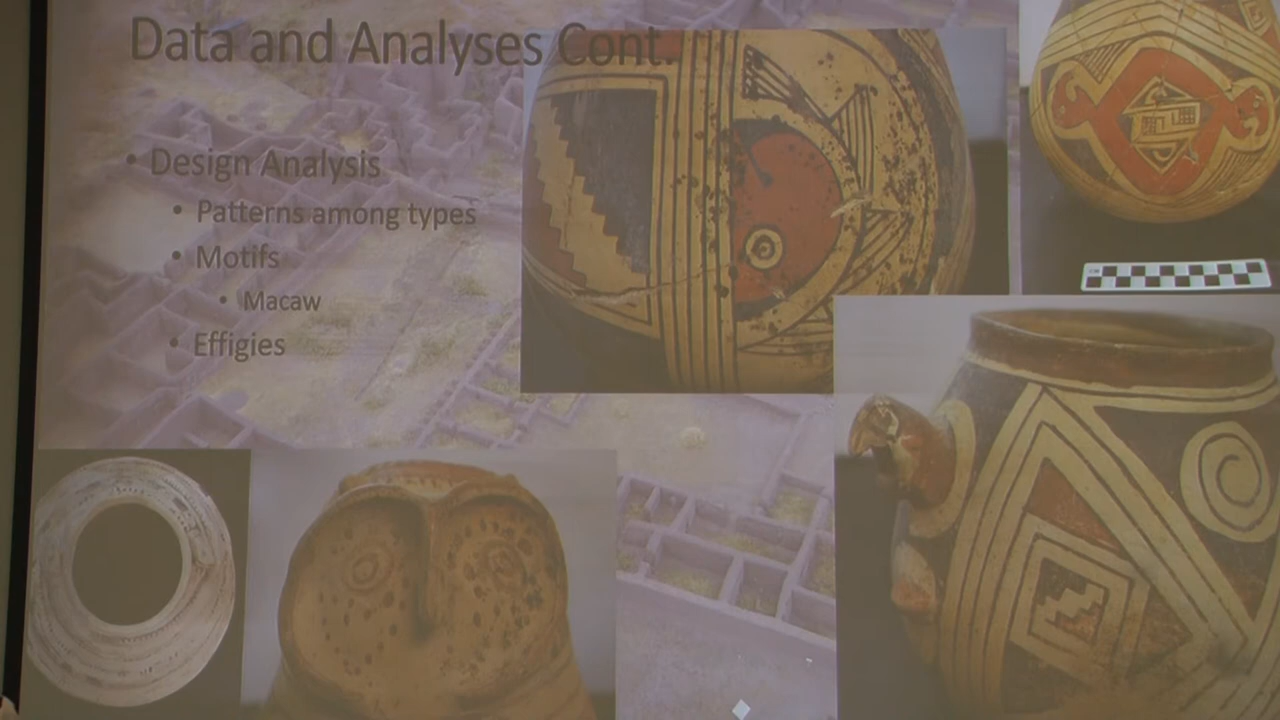 Data and Analyses Cont.
• Design Analysis
• Patterns among types
• Motifs
• Macaw
• Effigies